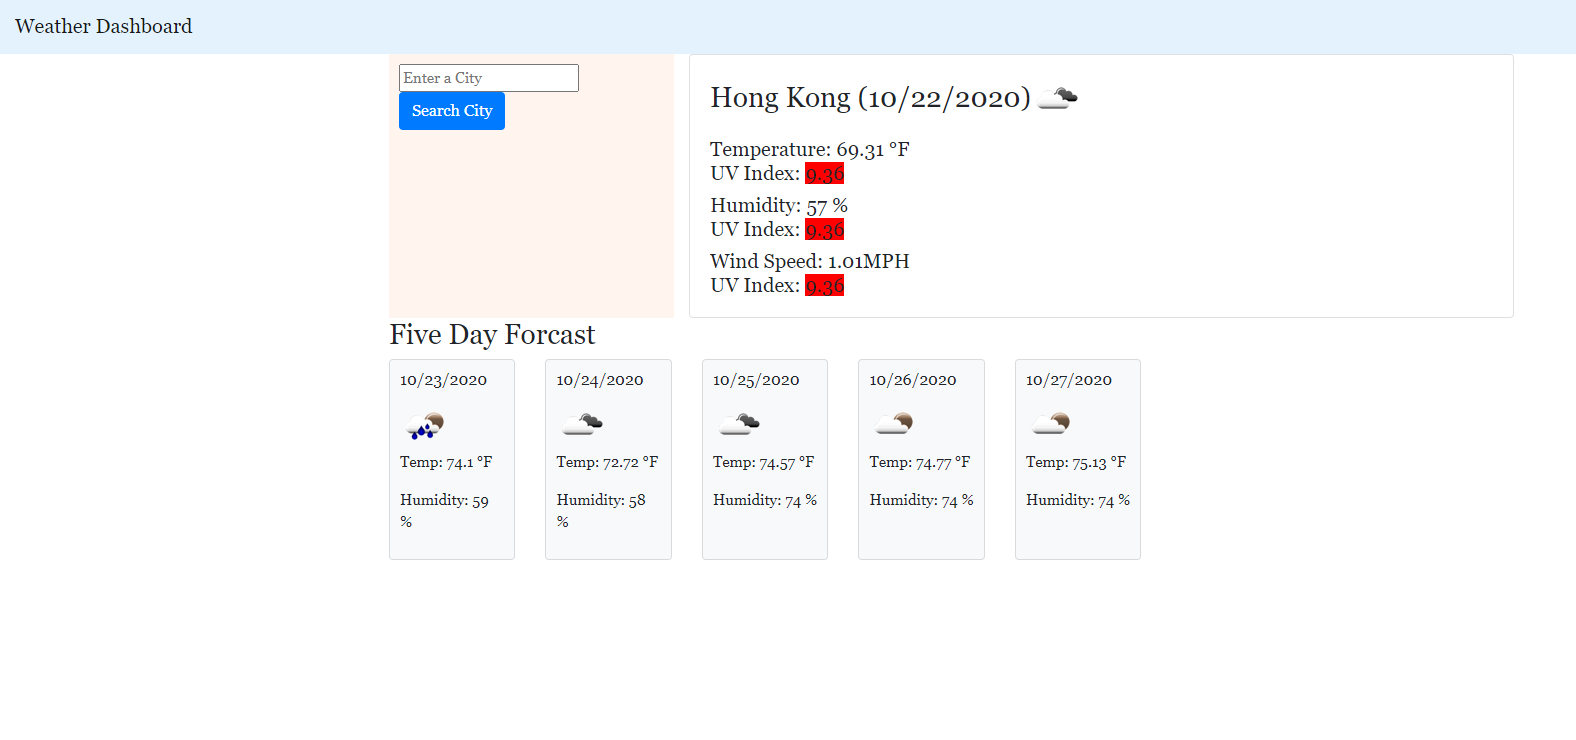 Weather Dashboard
Enter a City
Search City
Hong Kong (10/22/2020)
Temperature: 69.31 °F
UV Index: 9.36
Humidity: 57 %
UV Index: 9.36
Wind Speed: 1.01MPH
UV Index: 9.36
Five Day Forcast
10/23/2020
Temp: 74.1 °F
Humidity: 59
%
10/24/2020
Temp: 72.72 °F
Humidity: 58
%
10/25/2020
Temp: 74.57 °F
Humidity: 74 %
10/26/2020
Temp: 74.77 °F
Humidity: 74 %
10/27/2020
Temp: 75.13 °F
Humidity: 74 %